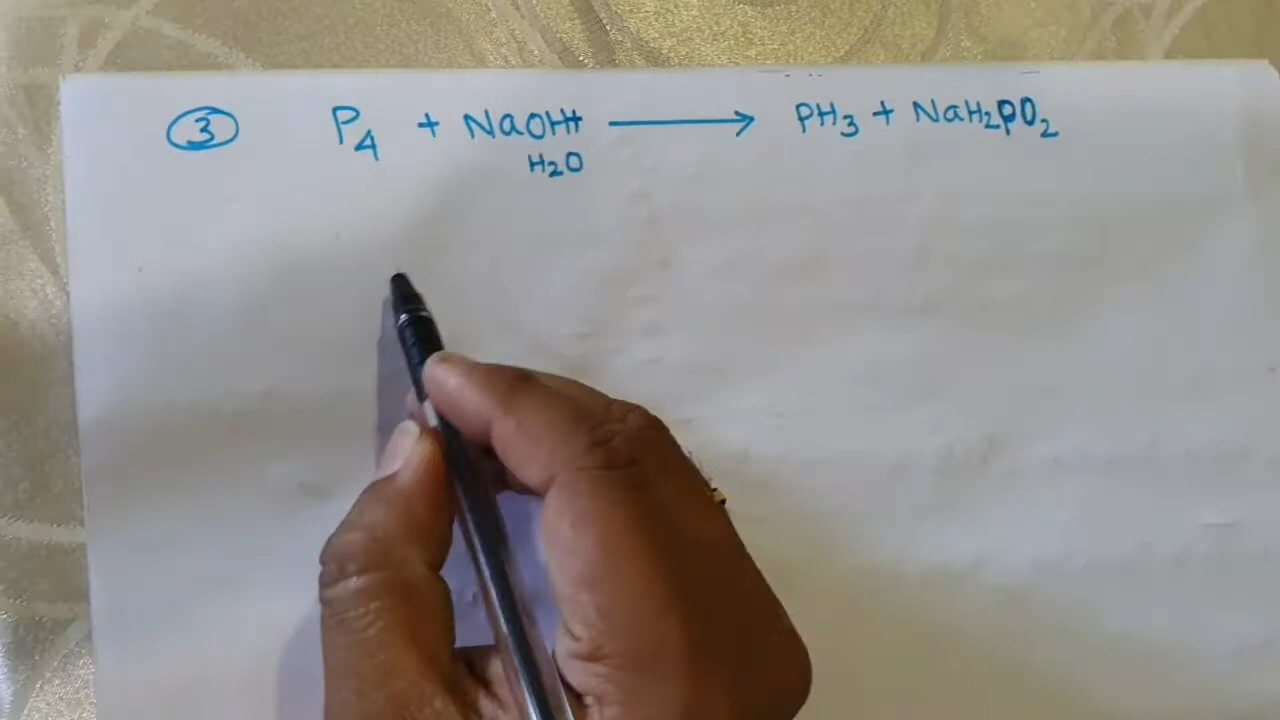 ③ P₄ + NaOH+ ⟶ PH₃ + NaH₂PO₂
H₂O